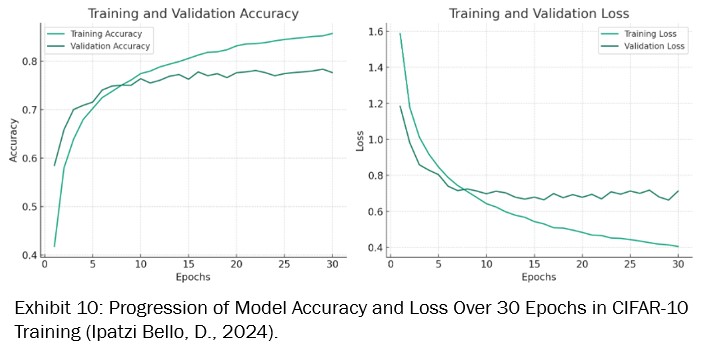 Training and Validation Accuracy
Training Accuracy
Validation Accuracy
Accuracy
0.8
0.7
0.6
0.5
0.4
0 5 10 15 20 25 30
Epochs
Training and Validation Loss
Training Loss
Validation Loss
Loss
1.6
1.4
1.2
1.0
0.8
0.6
0.4
0 5 10 15 20 25 30
Epochs
Exhibit 10: Progression of Model Accuracy and Loss Over 30 Epochs in CIFAR-10
Training (Ipatzi Bello, D., 2024).